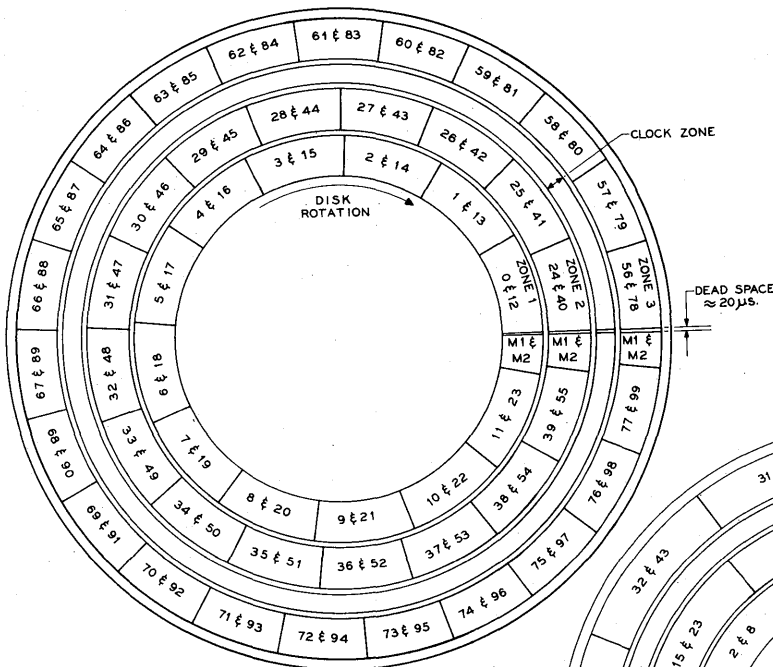 61 & 83
60 & 82
59 & 81
58 & 80
57 & 79
ZONE 3
56 & 78
M1 & M2
77 & 99
76 & 98
75 & 97
74 & 96
73 & 95
72 & 94
71 & 93
70 & 92
69 & 91
68 & 90
67 & 89
66 & 88
65 & 87
64 & 86
63 & 85
62 & 84
27 & 43
26 & 42
25 & 41
ZONE 2
24 & 40
M1 & M2
39 & 55
38 & 54
37 & 53
36 & 52
35 & 51
34 & 50
33 & 49
32 & 48
31 & 47
30 & 46
29 & 45
28 & 44
2 & 14
1 & 13
ZONE 1
0 & 12
M1 &
M2
11 & 23
10 & 22
9 & 21
8 & 20
7 & 19
6 & 18
5 & 17
4 & 16
3 & 15
DISK
ROTATION
CLOCK ZONE
DEAD SPACE
≈ 20 μS.
31
32 & 43
15 & 23
2 & 8